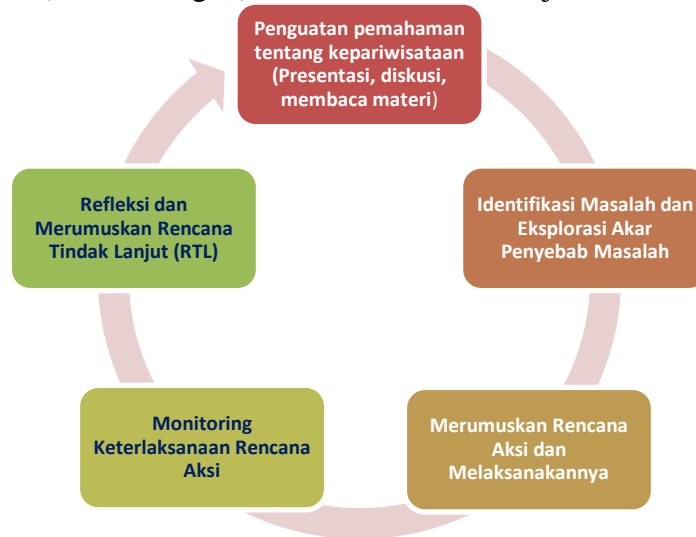 Penguatan pemahaman
tentang kepariwisataan
(Presentasi, diskusi,
membaca materi)
Identifikasi Masalah dan
Eksplorasi Akar
Penyebab Masalah
Merumuskan Rencana
Aksi dan
Melaksanakannya
Monitoring
Keterlaksanaan Rencana
Aksi
Refleksi dan
Merumuskan Rencana
Tindak Lanjut (RTL)